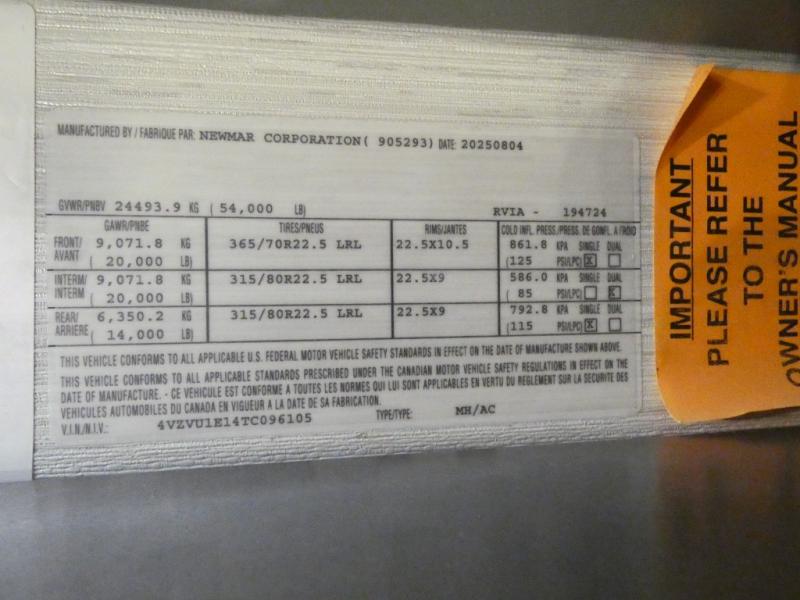 MANUFACTURED BY / FABRIQUE PAR: NEWMAR CORPORATION( 905293) DATE: 20250804
GVWR/PNBV 24493.9 KG ( 54,000 LB) RVIA - 194724
GAWR/PNBE TIRES/PNEUS RIMS/JANTES COLD INFL. PRESS./PRESS. DE GONFL. A FROID
FRONT/ 9,071.8 KG 365/70R22.5 LRL 22.5X10.5 861.8 KPA SINGLE DUAL
AVANT ( 20,000 LB) (125 PSI/LPC) X
INTERM/ 9,071.8 KG 315/80R22.5 LRL 22.5X9 586.0 KPA SINGLE DUAL
INTERM ( 20,000 LB) ( 85 PSI/LPC) X
REAR/ 6,350.2 KG 315/80R22.5 LRL 22.5X9 792.8 KPA SINGLE DUAL
ARRIERE ( 14,000 LB) (115 PSI/LPC) X
THIS VEHICLE CONFORMS TO ALL APPLICABLE U.S. FEDERAL MOTOR VEHICLE SAFETY STANDARDS IN EFFECT ON THE DATE OF MANUFACTURE SHOWN ABOVE.
THIS VEHICLE CONFORMS TO ALL APPLICABLE STANDARDS PRESCRIBED UNDER THE CANADIAN MOTOR VEHICLE SAFETY REGULATIONS IN EFFECT ON THE
DATE OF MANUFACTURE. - CE VEHICULE EST CONFORME A TOUTES LES NORMES QUI LUI SONT APPLICABLES EN VERTU DU REGLEMENT SUR LA SECURITE DES
VEHICULES AUTOMOBILES DU CANADA EN VIGUEUR A LA DATE DE SA FABRICATION.
V.I.N./N.I.V.: 4VZVU1E14TC096105 TYPE/TYPE: MH/AC
IMPORTANT
PLEASE REFER
TO THE
OWNER'S MANUAL